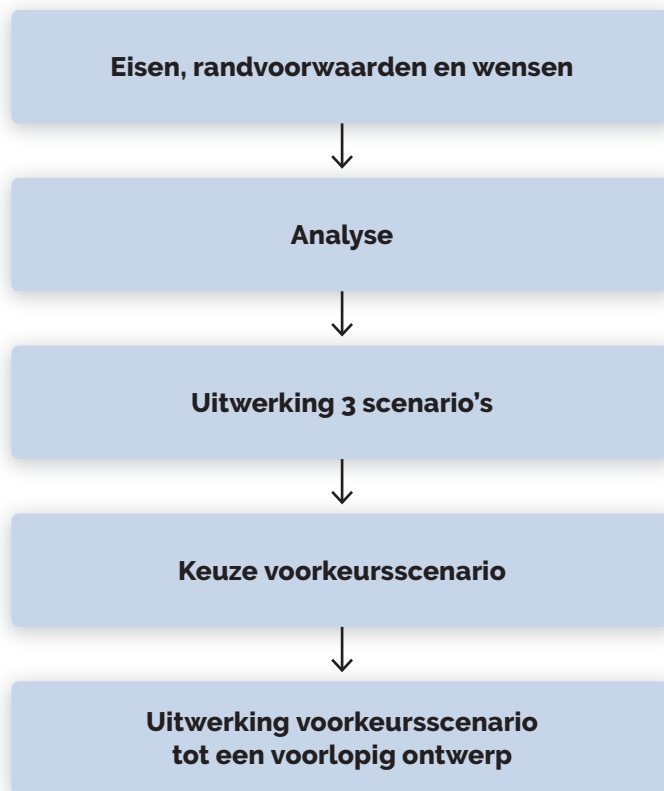 Eisen, randvoorwaarden en wensen
Analyse
Uitwerking 3 scenario's
Keuze voorkeursscenario
Uitwerking voorkeursscenario
tot een voorlopig ontwerp